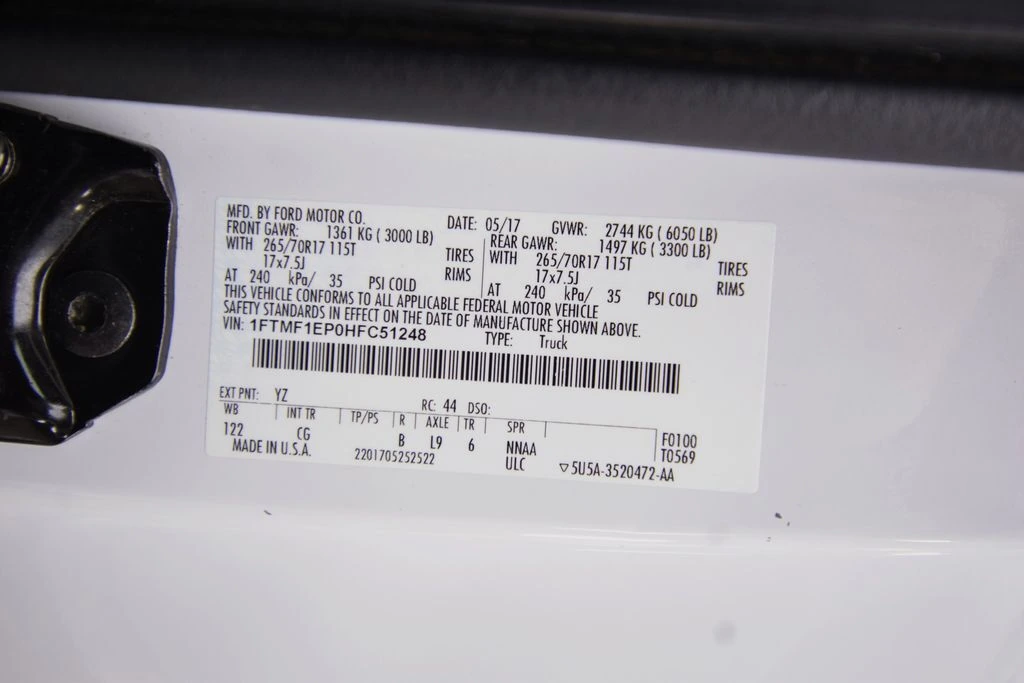 MFD. BY FORD MOTOR CO. DATE: 05/17 GVWR: 2744 KG ( 6050 LB)
FRONT GAWR: 1361 KG ( 3000 LB) REAR GAWR: 1497 KG ( 3300 LB)
WITH 265/70R17 115T TIRES WITH 265/70R17 115T TIRES
17x7.5J RIMS 17x7.5J RIMS
AT 240 kPa/ 35 PSI COLD AT 240 kPa/ 35 PSI COLD
THIS VEHICLE CONFORMS TO ALL APPLICABLE FEDERAL MOTOR VEHICLE
SAFETY STANDARDS IN EFFECT ON THE DATE OF MANUFACTURE SHOWN ABOVE.
VIN: 1FTMF1EP0HFC51248 TYPE: Truck
EXT PNT: YZ RC: 44 DSO:
WB INT TR TP/PS R AXLE TR SPR
122 CG B L9 6 NNAA F0100
MADE IN U.S.A. 2201705252522 ULC ▽5U5A-3520472-AA T0569